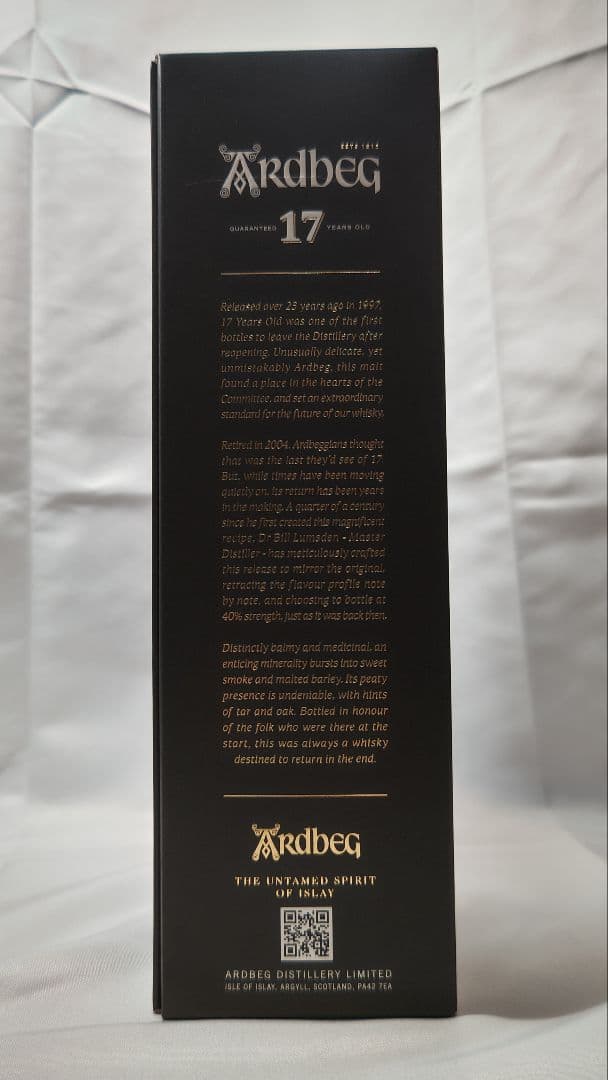 ESTD 1815
ARdbEG
GUARANTEED 17 YEARS OLD
Released over 25 years ago in 1997,
17 Years Old was one of the first
bottles to leave the Distillery after
reopening. Unusually delicate, yet
unmistakably Ardbeg, this malt
found a place in the hearts of the
Committee, and set an extraordinary
standard for the future of our whisky.
Retired in 2004, Ardbeggians thought
that was the last they'd see of 17.
But, while times have been moving
quietly on, its return has been years
in the making. A quarter of a century
since he first created this magnificent
recipe, Dr Bill Lumsden - Master
Distiller - has meticulously crafted
this release to mirror the original,
retracing the flavour profile note
by note, and choosing to bottle at
40% strength, just as it was back then.
Distinctly balmy and medicinal, an
enticing minerality bursts into sweet
smoke and malted barley. Its peaty
presence is undeniable, with hints
of tar and oak. Bottled in honour
of the folk who were there at the
start, this was always a whisky
destined to return in the end.
ARdbEG
THE UNTAMED SPIRIT
OF ISLAY
ARDBEG DISTILLERY LIMITED
ISLE OF ISLAY, ARGYLL, SCOTLAND, PA42 7EA